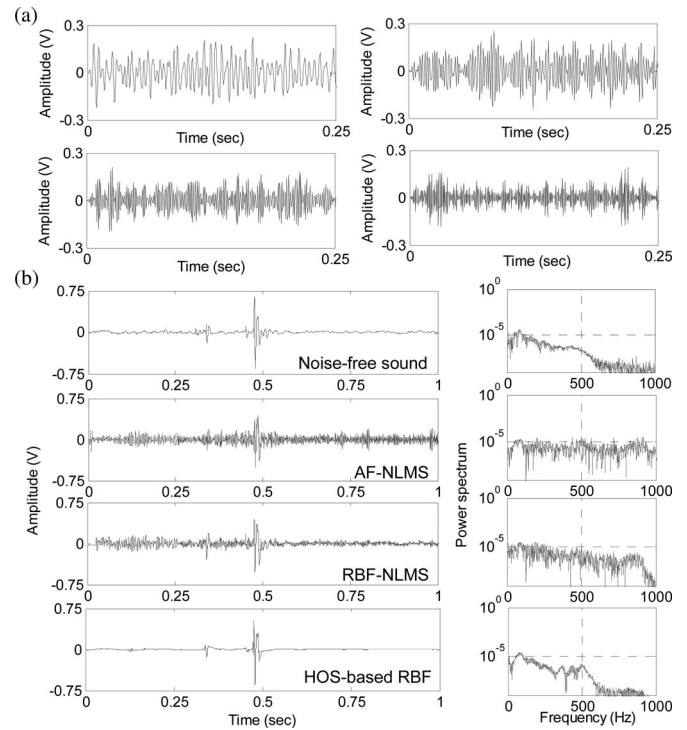 (a)
0.3 0.3
Amplitude (V) 0 Amplitude (V) 0
-0.3 -0.3
0 Time (sec) 0.25 0 Time (sec) 0.25
0.3 0.3
Amplitude (V) 0 Amplitude (V) 0
-0.3 -0.3
0 Time (sec) 0.25 0 Time (sec) 0.25
(b)
0.75 10^0
0 10^-5
Noise-free sound
-0.75
0 0.25 0.5 0.75 1 0 500 1000
0.75 10^0
0 10^-5
AF-NLMS
-0.75
0 0.25 0.5 0.75 1 0 500 1000
0.75 10^0
0 10^-5
RBF-NLMS
-0.75
0 0.25 0.5 0.75 1 0 500 1000
0.75 10^0
0 10^-5
HOS-based RBF
-0.75
0 0.25 0.5 0.75 1 0 500 1000
Amplitude (V)
Power spectrum
Time (sec) Frequency (Hz)